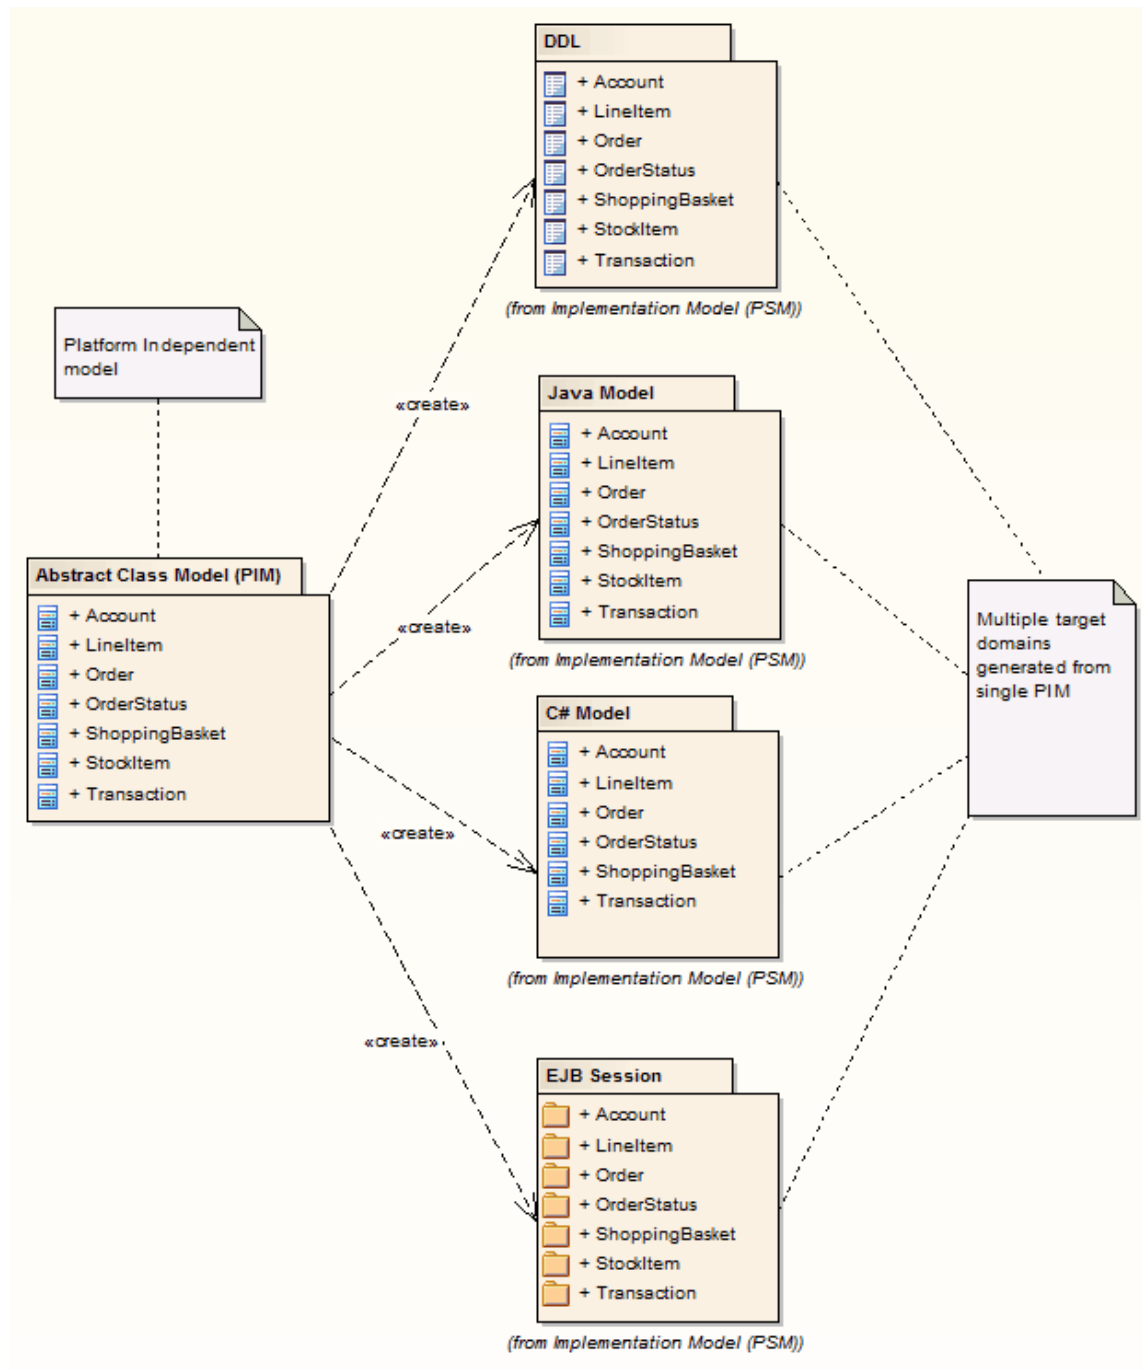 DDL
+ Account
+ LineItem
+ Order
+ OrderStatus
+ ShoppingBasket
+ StockItem
+ Transaction
(from Implementation Model (PSM))
Platform Independent
model
«create»
Java Model
+ Account
+ LineItem
+ Order
+ OrderStatus
+ ShoppingBasket
+ StockItem
+ Transaction
(from Implementation Model (PSM))
«create»
Abstract Class Model (PIM)
+ Account
+ LineItem
+ Order
+ OrderStatus
+ ShoppingBasket
+ StockItem
+ Transaction
Multiple target
domains
generated from
single PIM
C# Model
+ Account
+ LineItem
+ Order
+ OrderStatus
+ ShoppingBasket
+ Transaction
(from Implementation Model (PSM))
«create»
«create»
EJB Session
+ Account
+ LineItem
+ Order
+ OrderStatus
+ ShoppingBasket
+ StockItem
+ Transaction
(from Implementation Model (PSM))